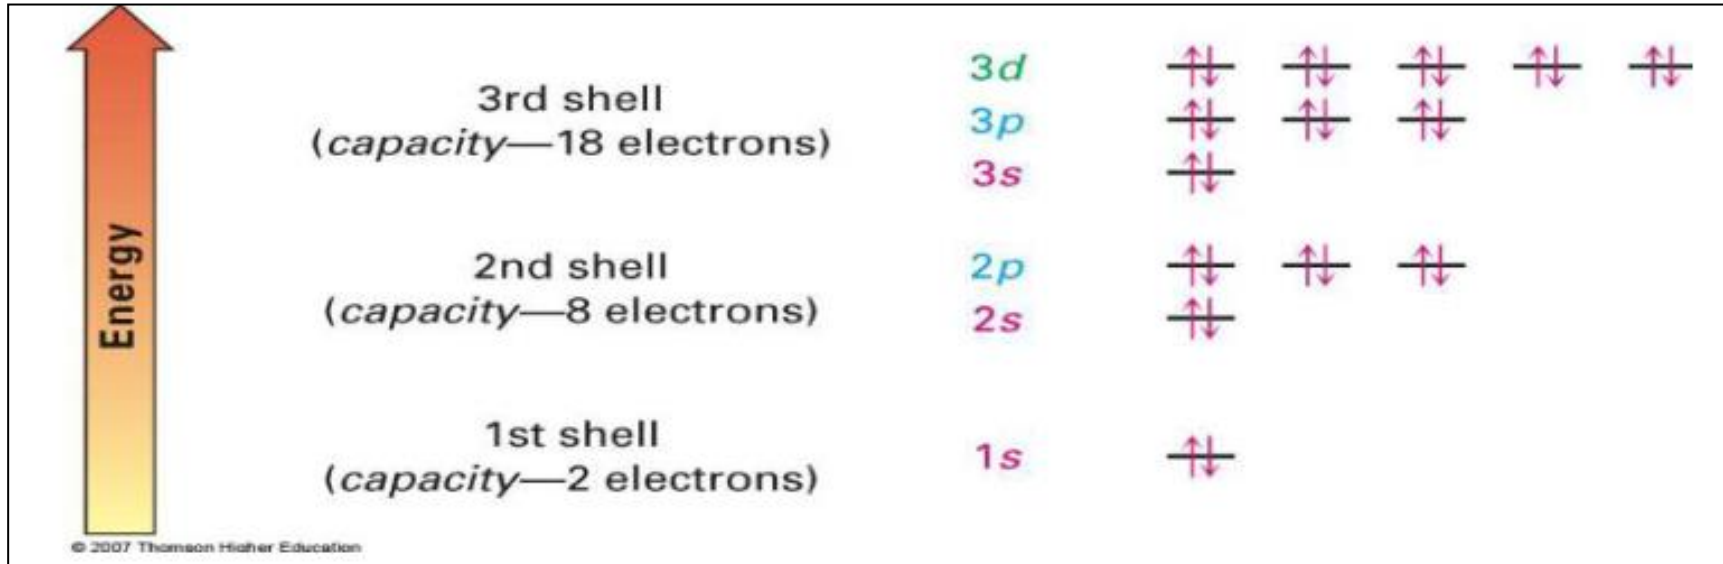 Energy
3rd shell
(capacity—18 electrons)
3d
3p
3s
2nd shell
(capacity—8 electrons)
2p
2s
1st shell
(capacity—2 electrons)
1s
© 2007 Thomson Higher Education